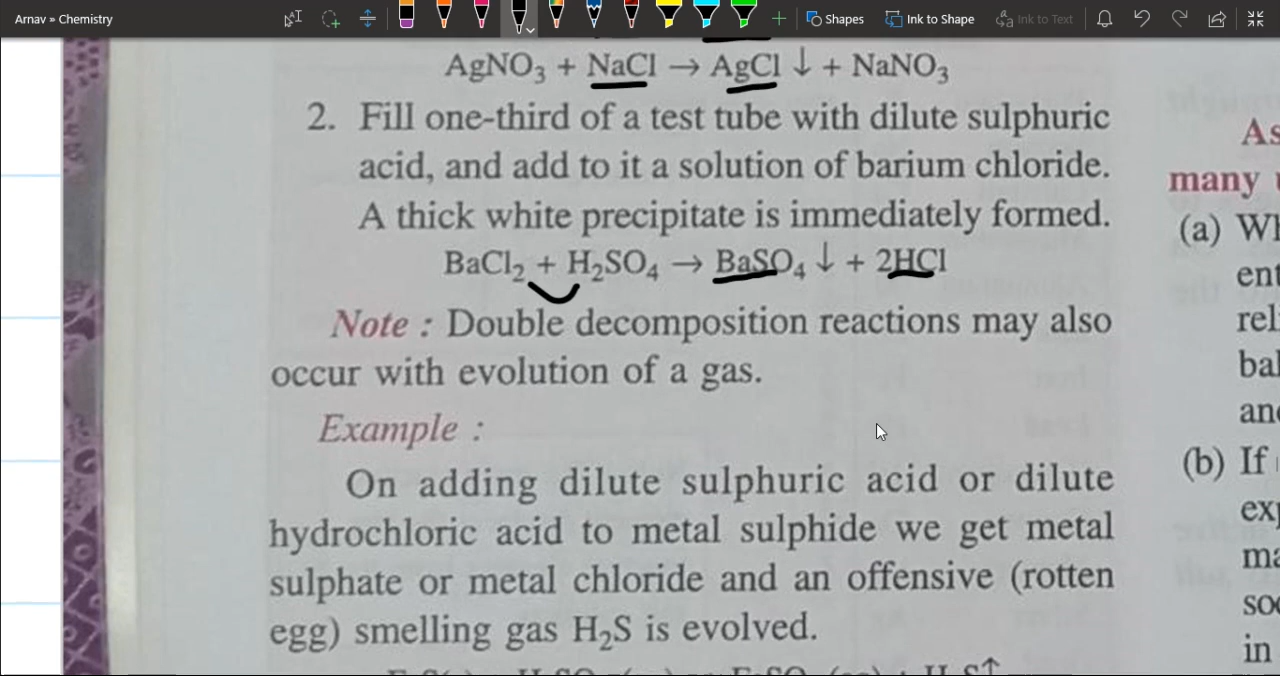 Arnav » Chemistry
Shapes
Ink to Shape
Ink to Text
AgNO₃ + NaCl → AgCl ↓ + NaNO₃
2. Fill one-third of a test tube with dilute sulphuric
acid, and add to it a solution of barium chloride.
A thick white precipitate is immediately formed.
BaCl₂ + H₂SO₄ → BaSO₄ ↓ + 2HCl
Note : Double decomposition reactions may also
occur with evolution of a gas.
Example :
On adding dilute sulphuric acid or dilute
hydrochloric acid to metal sulphide we get metal
sulphate or metal chloride and an offensive (rotten
egg) smelling gas H₂S is evolved.
As
many
(a) Wh
ent
rel
bal
and
(b) If
exp
ma
soo
in